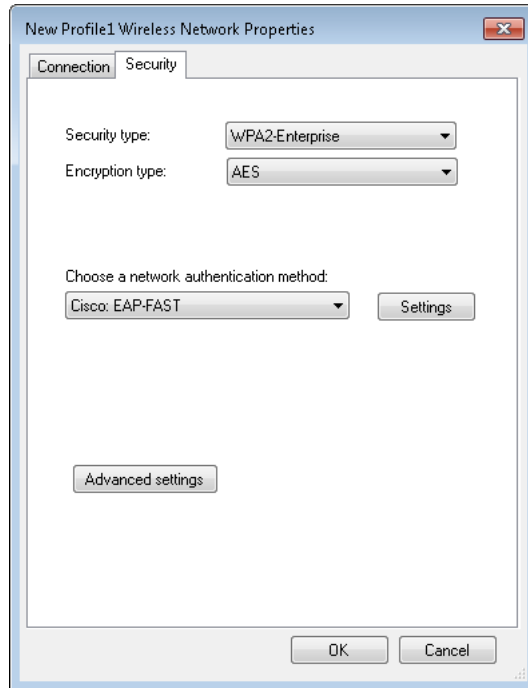 New Profile1 Wireless Network Properties
Connection
Security
Security type:
WPA2-Enterprise
Encryption type:
AES
Choose a network authentication method:
Cisco: EAP-FAST
Settings
Advanced settings
OK
Cancel